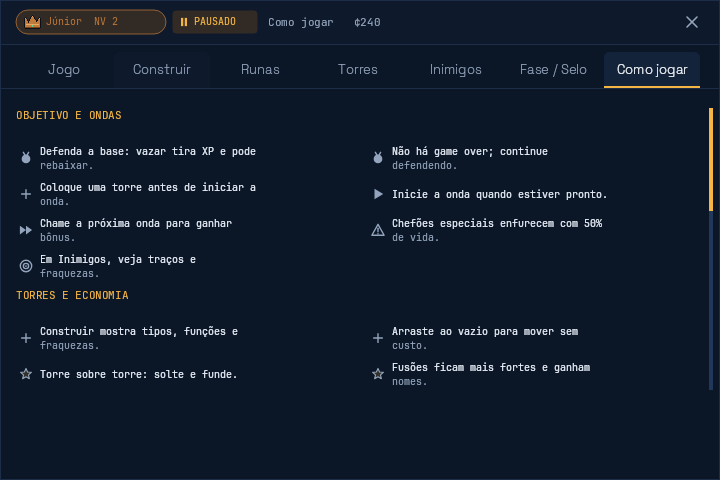 Júnior NV 2 PAUSADO Como jogar ¢240
Jogo Construir Runas Torres Inimigos Fase / Selo Como jogar
OBJETIVO E ONDAS
Defenda a base: vazar tira XP e pode
rebaixar.
Não há game over; continue
defendendo.
Coloque uma torre antes de iniciar a
onda.
Inicie a onda quando estiver pronto.
Chame a próxima onda para ganhar
bônus.
Chefões especiais enfurecem com 50%
de vida.
Em Inimigos, veja traços e
fraquezas.
TORRES E ECONOMIA
Construir mostra tipos, funções e
fraquezas.
Arraste ao vazio para mover sem
custo.
Torre sobre torre: solte e funde.
Fusões ficam mais fortes e ganham
nomes.